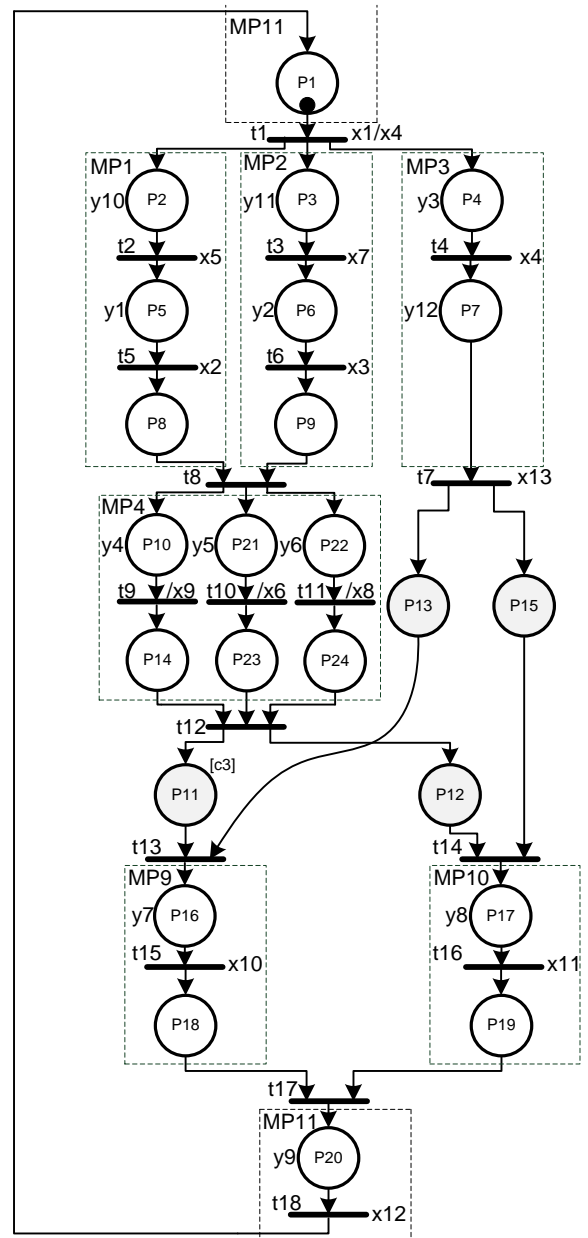 MP11
P1
t1 x1/x4
MP1 MP2 MP3
y10 P2 y11 P3 y3 P4
t2 x5 t3 x7 t4 x4
y1 P5 y2 P6 y12 P7
t5 x2 t6 x3
P8 P9
t8 t7 x13
MP4
y4 P10 y5 P21 y6 P22
t9 /x9 t10 /x6 t11 /x8
P13 P15
P14 P23 P24
t12
[c3]
P11 P12
t13 t14
MP9 MP10
y7 P16 y8 P17
t15 x10 t16 x11
P18 P19
t17
MP11
y9 P20
t18 x12